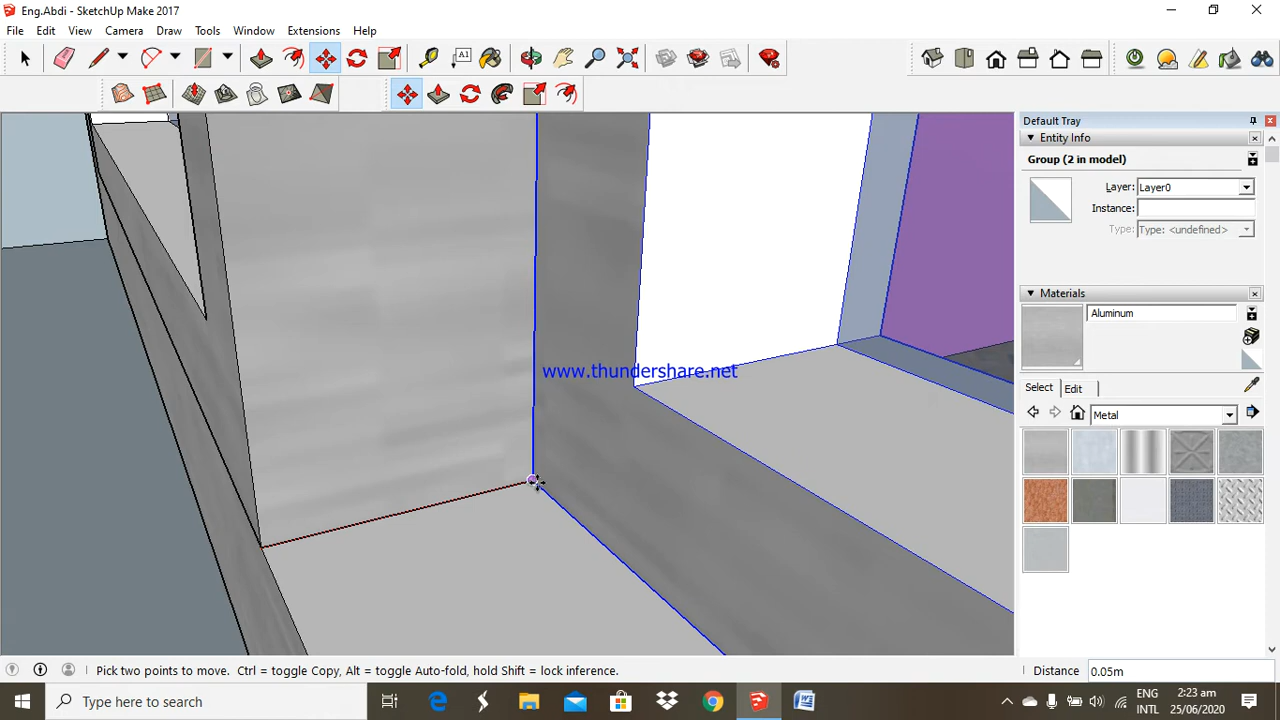 Eng.Abdi - SketchUp Make 2017
File Edit View Camera Draw Tools Window Extensions Help
A1
Default Tray
Entity Info
Group (2 in model)
Layer: Layer0
Instance:
Type: Type: <undefined>
Materials
Aluminum
Select Edit
Metal
www.thundershare.net
Pick two points to move. Ctrl = toggle Copy, Alt = toggle Auto-fold, hold Shift = lock inference.
Distance 0.05m
Type here to search
ENG
INTL
2:23 am
25/06/2020